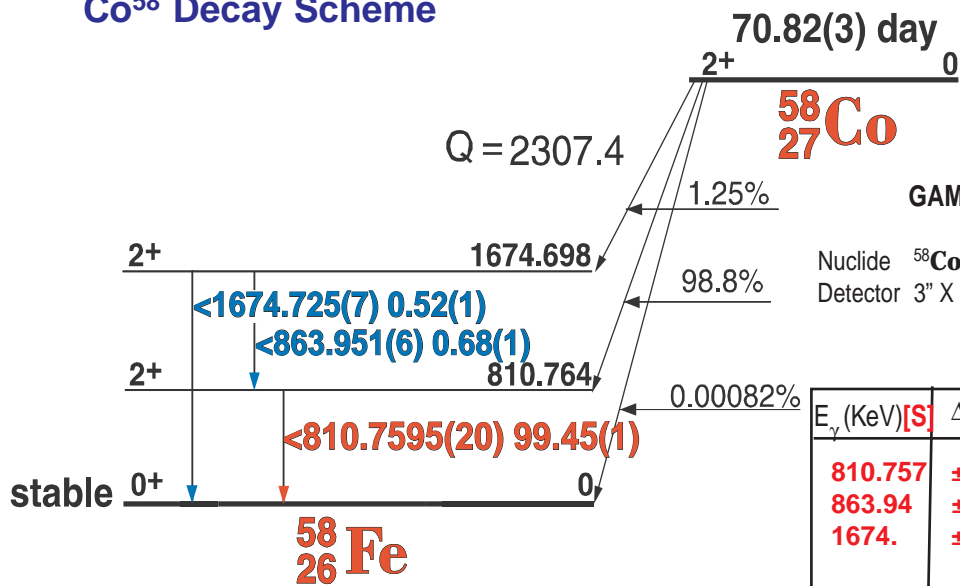 Co⁵⁸ Decay Scheme
70.82(3) day
2+ 0
58
27 Co
Q = 2307.4
1.25%
GAM
2+ 1674.698
Nuclide ⁵⁸Co
Detector 3” X
98.8%
<1674.725(7) 0.52(1)
<863.951(6) 0.68(1)
2+ 810.764
0.00082%
E_γ (KeV)[S] Δ
<810.7595(20) 99.45(1)
810.757 ±
863.94 ±
1674. ±
stable 0+ 0
58
26 Fe